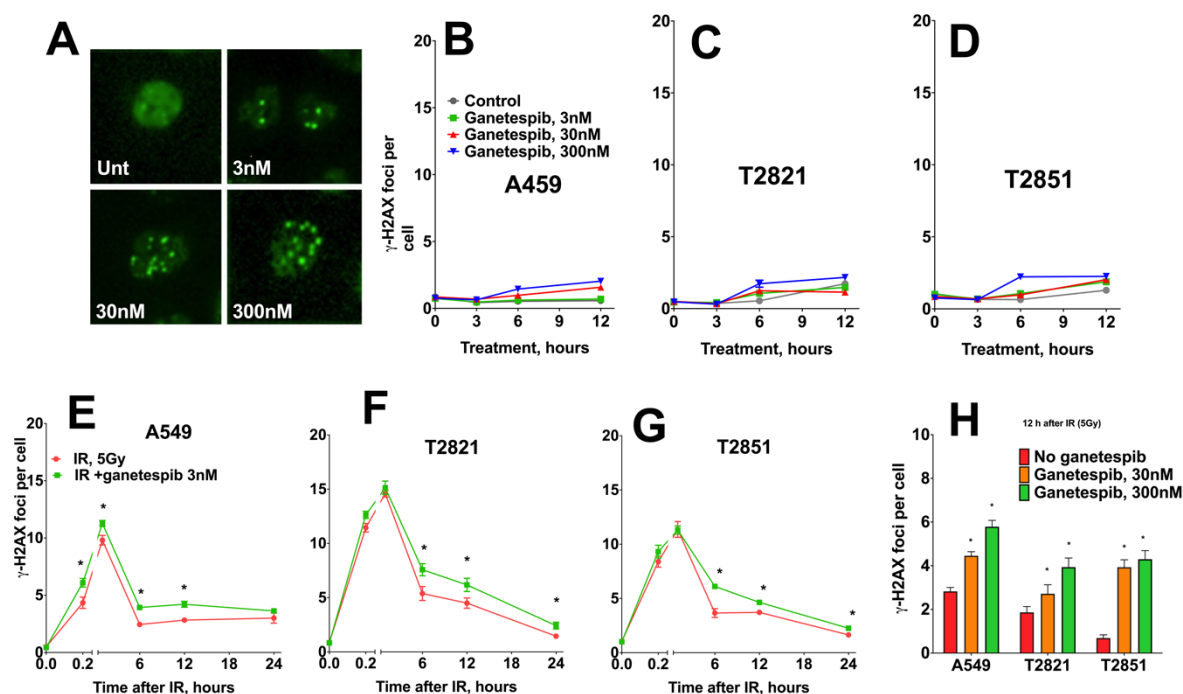 A
Unt
3nM
30nM
300nM
B
20
15
10
5
0
γ-H2AX foci per
cell
Control
Ganetespib, 3nM
Ganetespib, 30nM
Ganetespib, 300nM
A459
0 3 6 9 12
Treatment, hours
C
20
15
10
5
0
T2821
0 3 6 9 12
Treatment, hours
D
20
15
10
5
0
T2851
0 3 6 9 12
Treatment, hours
E
A549
20
15
10
5
0
γ-H2AX foci per cell
IR, 5Gy
IR +ganetespib 3nM
* * * *
0.0 0.2 6 12 18 24
Time after IR, hours
F
T2821
20
15
10
5
0
* * *
0.0 0.2 6 12 18 24
Time after IR, hours
G
T2851
20
15
10
5
0
* * *
0.0 0.2 6 12 18 24
Time after IR, hours
H
12 h after IR (5Gy)
10
8
6
4
2
0
γ-H2AX foci per cell
No ganetespib
Ganetespib, 30nM
Ganetespib, 300nM
* * * * * *
A549 T2821 T2851